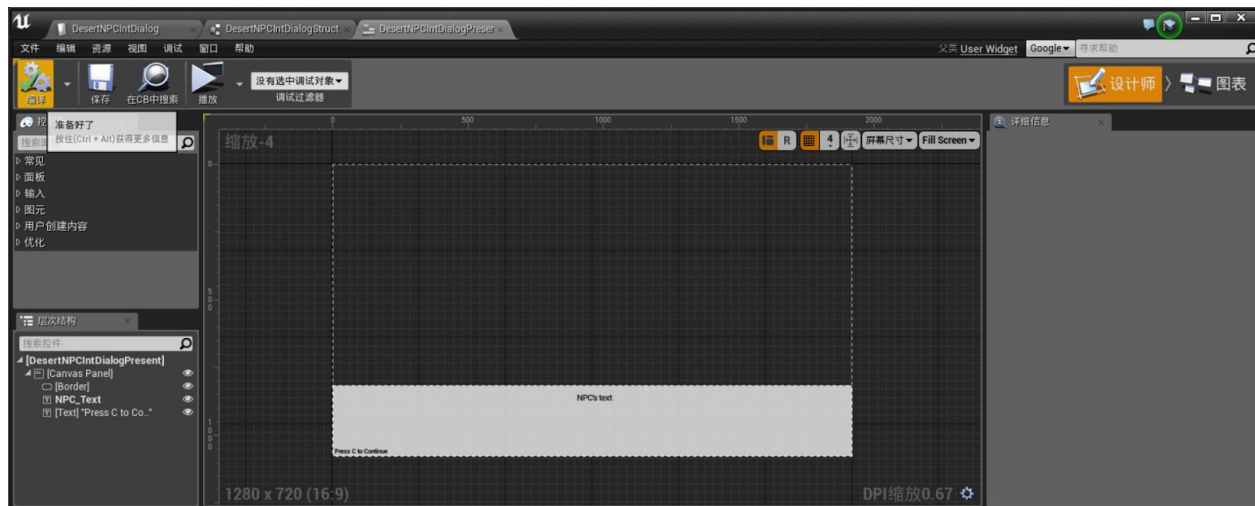 DesertNPCIntDialog
DesertNPCIntDialogStruct
DesertNPCIntDialogPreser
文件 编辑 资源 视图 调试 窗口 帮助
父类 User Widget Google 寻求帮助
编译 保存 在CB中搜索 播放
没有选中调试对象
调试过滤器
设计师 图表
准备好了
按住(Ctrl + Alt)获得更多信息
详细信息
常见
面板
输入
图元
用户创建内容
优化
缩放-4
0 500 1000 1500 2000
R 4 屏幕尺寸 Fill Screen
0
500
1000
NPC's text
Press C to Continue
1280 x 720 (16:9)
DPI缩放0.67
层次结构
搜索控件
[DesertNPCIntDialogPresent]
[Canvas Panel]
[Border]
NPC_Text
[Text] "Press C to Co.."